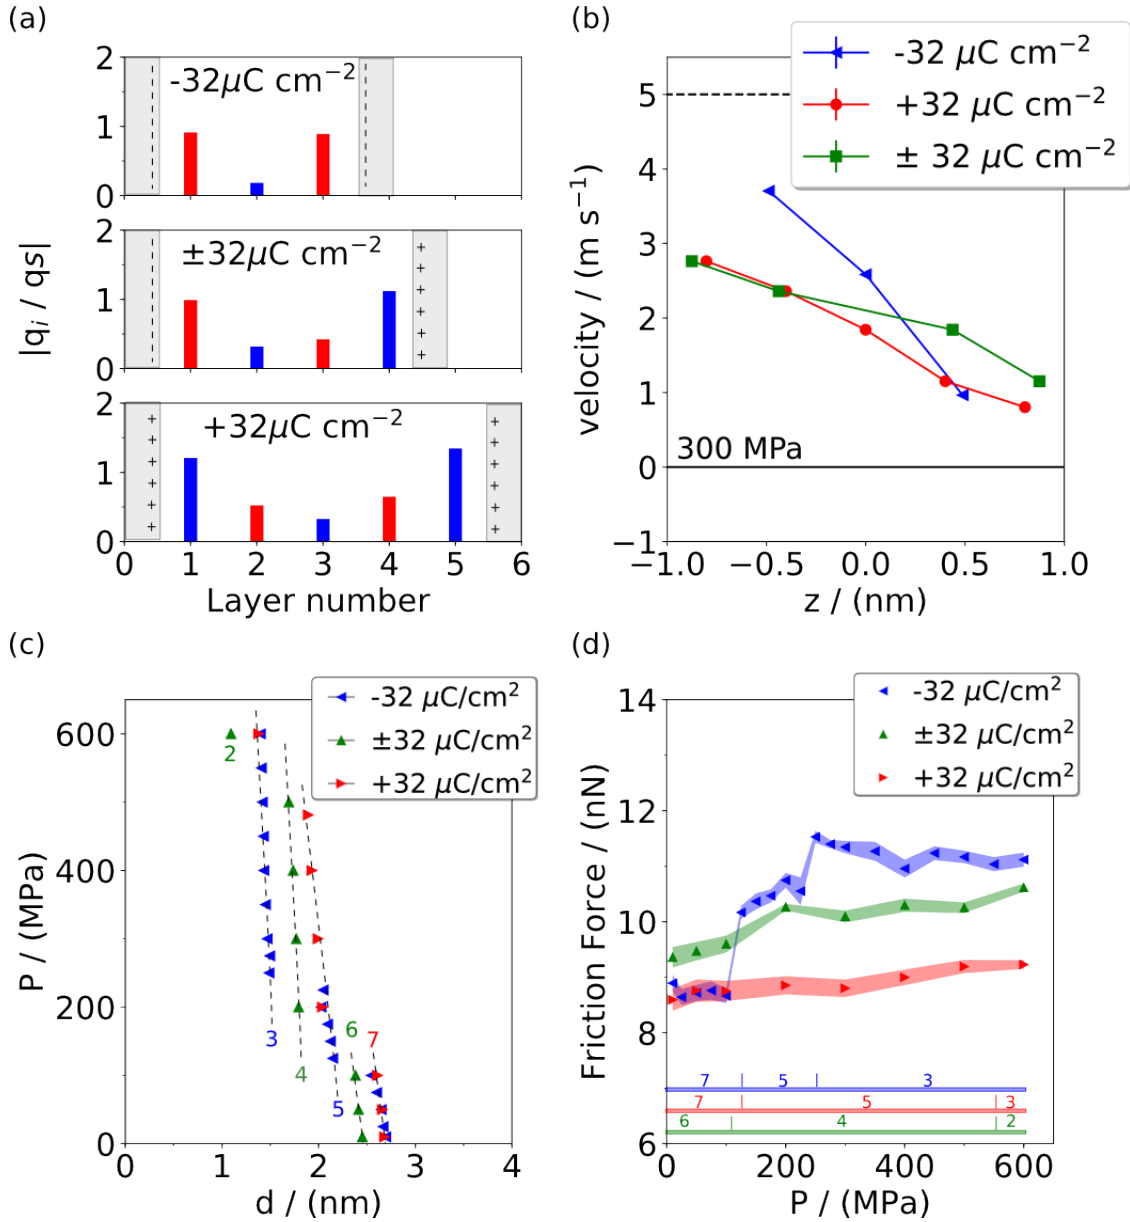 (a)
-32μC cm⁻²
±32μC cm⁻²
+32μC cm⁻²
2
1
0
2
1
0
2
1
0
|qᵢ / qs|
0 1 2 3 4 5 6
Layer number
(b)
-32 μC cm⁻²
+32 μC cm⁻²
± 32 μC cm⁻²
5
4
3
2
1
0
−1
velocity / (m s⁻¹)
300 MPa
−1.0 −0.5 0.0 0.5 1.0
z / (nm)
(c)
-32 μC/cm²
±32 μC/cm²
+32 μC/cm²
600
400
200
0
P / (MPa)
2
3
4
5
6
7
0 1 2 3 4
d / (nm)
(d)
-32 μC/cm²
±32 μC/cm²
+32 μC/cm²
14
13
12
11
10
9
8
7
6
Friction Force / (nN)
7 5 3
7 5 3
6 4 2
0 200 400 600
P / (MPa)